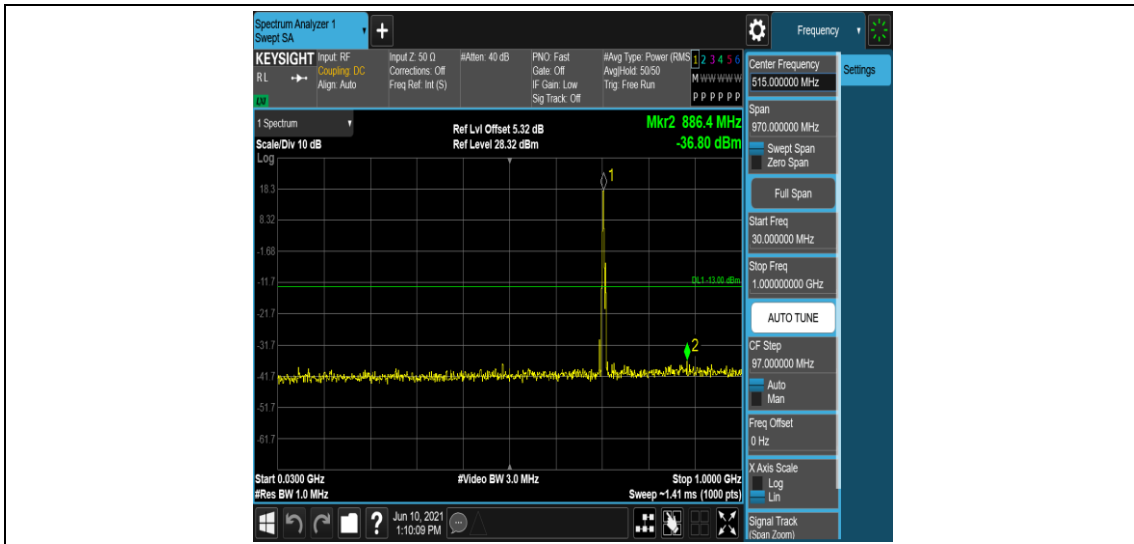 Spectrum Analyzer 1
Swept SA
+
Frequency
KEYSIGHT
RL
LXI
Input: RF
Coupling: DC
Align: Auto
Input Z: 50 Ω
Corrections: Off
Freq Ref: Int (S)
#Atten: 40 dB
PNO: Fast
Gate: Off
IF Gain: Low
Sig Track: Off
#Avg Type: Power (RMS
Avg|Hold: 50/50
Trig: Free Run
1 2 3 4 5 6
M W W W W W
P P P P P P
1 Spectrum
Scale/Div 10 dB
Ref Lvl Offset 5.32 dB
Ref Level 28.32 dBm
Mkr2 886.4 MHz
-36.80 dBm
Log
18.3
8.32
-1.68
-11.7
-21.7
-31.7
-41.7
-51.7
-61.7
1
DL1 -13.00 dBm
2
Start 0.0300 GHz
#Res BW 1.0 MHz
#Video BW 3.0 MHz
Stop 1.0000 GHz
Sweep ~1.41 ms (1000 pts)
Center Frequency
515.000000 MHz
Settings
Span
970.000000 MHz
Swept Span
Zero Span
Full Span
Start Freq
30.000000 MHz
Stop Freq
1.000000000 GHz
AUTO TUNE
CF Step
97.000000 MHz
Auto
Man
Freq Offset
0 Hz
X Axis Scale
Log
Lin
Signal Track
(Span Zoom)
?
Jun 10, 2021
1:10:09 PM